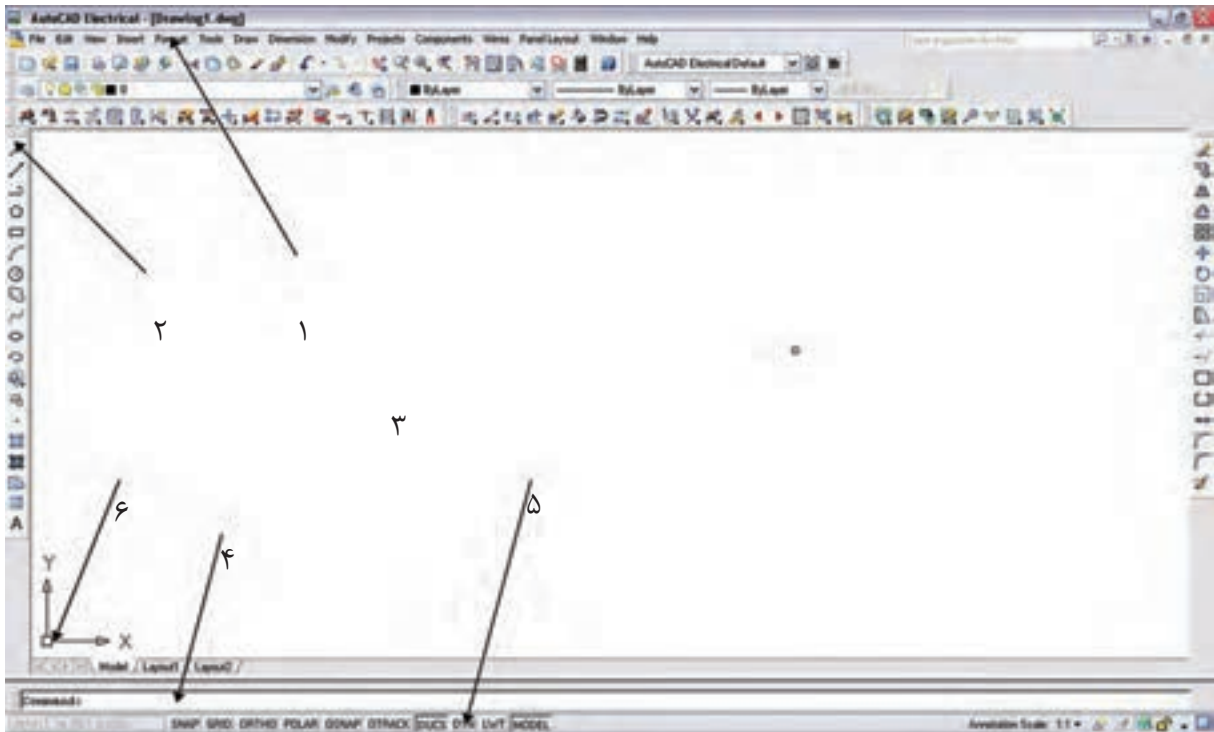 AutoCAD Electrical - [Drawing1.dwg]
File Edit View Insert Format Tools Draw Dimension Modify Projects Components Wires Panel Layout Window Help
AutoCAD Electrical Default
0 ByLayer ByLayer ByLayer
۲ ۱
۳
۶ ۵
۴
A
Y
X
Model Layout1 Layout2
Command:
SNAP GRID ORTHO POLAR OSNAP OTRACK DUCS DYN LWT MODEL Annotation Scale: 1:1